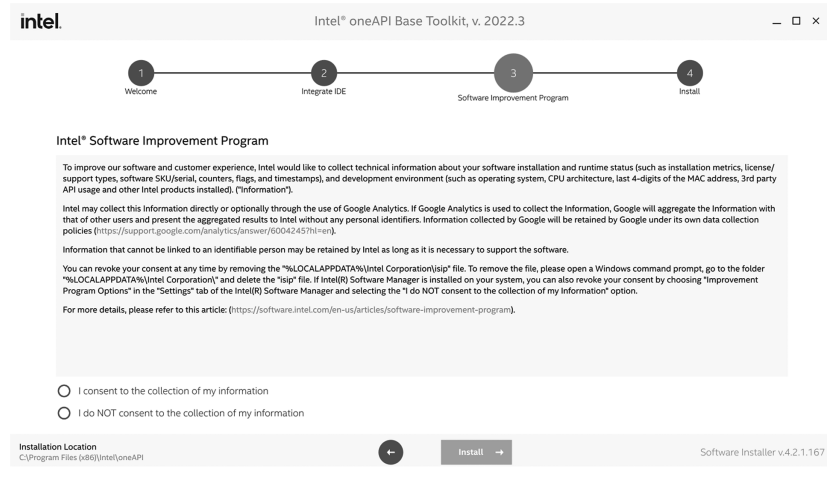 intel.
Intel® oneAPI Base Toolkit, v. 2022.3
1
2
3
4
Welcome
Integrate IDE
Software Improvement Program
Install
Intel® Software Improvement Program
To improve our software and customer experience, Intel would like to collect technical information about your software installation and runtime status (such as installation metrics, license/
support types, software SKU/serial, counters, flags, and timestamps), and development environment (such as operating system, CPU architecture, last 4-digits of the MAC address, 3rd party
API usage and other Intel products installed). ("Information").
Intel may collect this Information directly or optionally through the use of Google Analytics. If Google Analytics is used to collect the Information, Google will aggregate the Information with
that of other users and present the aggregated results to Intel without any personal identifiers. Information collected by Google will be retained by Google under its own data collection
policies (https://support.google.com/analytics/answer/6004245?hl=en).
Information that cannot be linked to an identifiable person may be retained by Intel as long as it is necessary to support the software.
You can revoke your consent at any time by removing the "%LOCALAPPDATA%\Intel Corporation\isip" file. To remove the file, please open a Windows command prompt, go to the folder
"%LOCALAPPDATA%\Intel Corporation\" and delete the "isip" file. If Intel(R) Software Manager is installed on your system, you can also revoke your consent by choosing "Improvement
Program Options" in the "Settings" tab of the Intel(R) Software Manager and selecting the "I do NOT consent to the collection of my Information" option.
For more details, please refer to this article: (https://software.intel.com/en-us/articles/software-improvement-program).
I consent to the collection of my information
I do NOT consent to the collection of my information
Installation Location
C:\Program Files (x86)\Intel\oneAPI
← Install →
Software Installer v.4.2.1.167